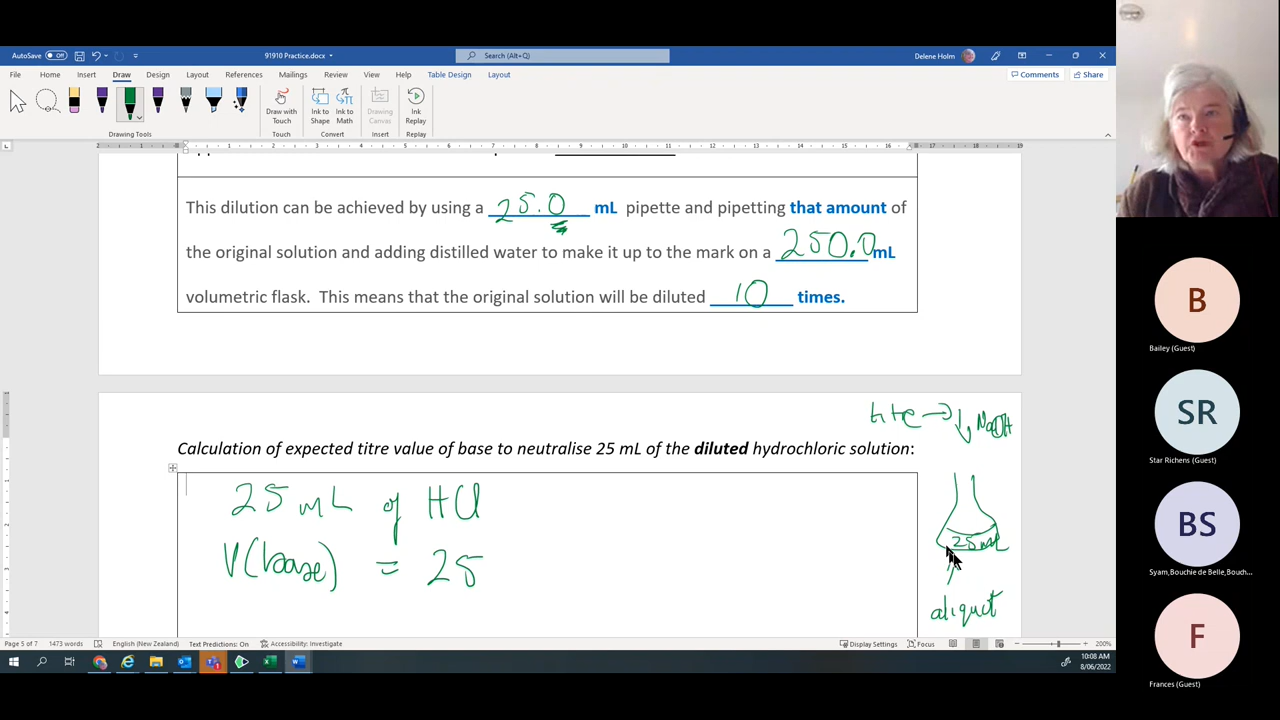 AutoSave Off
91910 Practice.docx
Search (Alt+Q)
Delene Holm
File Home Insert Draw Design Layout References Mailings Review View Help Table Design Layout
Comments Share
Draw with Touch
Ink to Shape
Ink to Math
Drawing Canvas
Ink Replay
Drawing Tools Touch Convert Insert Replay
This dilution can be achieved by using a 25.0 mL pipette and pipetting that amount of
the original solution and adding distilled water to make it up to the mark on a 250.0 mL
volumetric flask. This means that the original solution will be diluted 10 times.
titre → ↓ NaOH
Calculation of expected titre value of base to neutralise 25 mL of the diluted hydrochloric solution:
25 mL of HCl
V(base) = 25
25 mL
aliquot
B
Bailey (Guest)
SR
Star Richens (Guest)
BS
Syam,Bouchie de Belle,Bouch...
F
Frances (Guest)
Page 5 of 7 1473 words English (New Zealand) Text Predictions: On Accessibility: Investigate
Display Settings Focus 200%
10:08 AM
8/06/2022